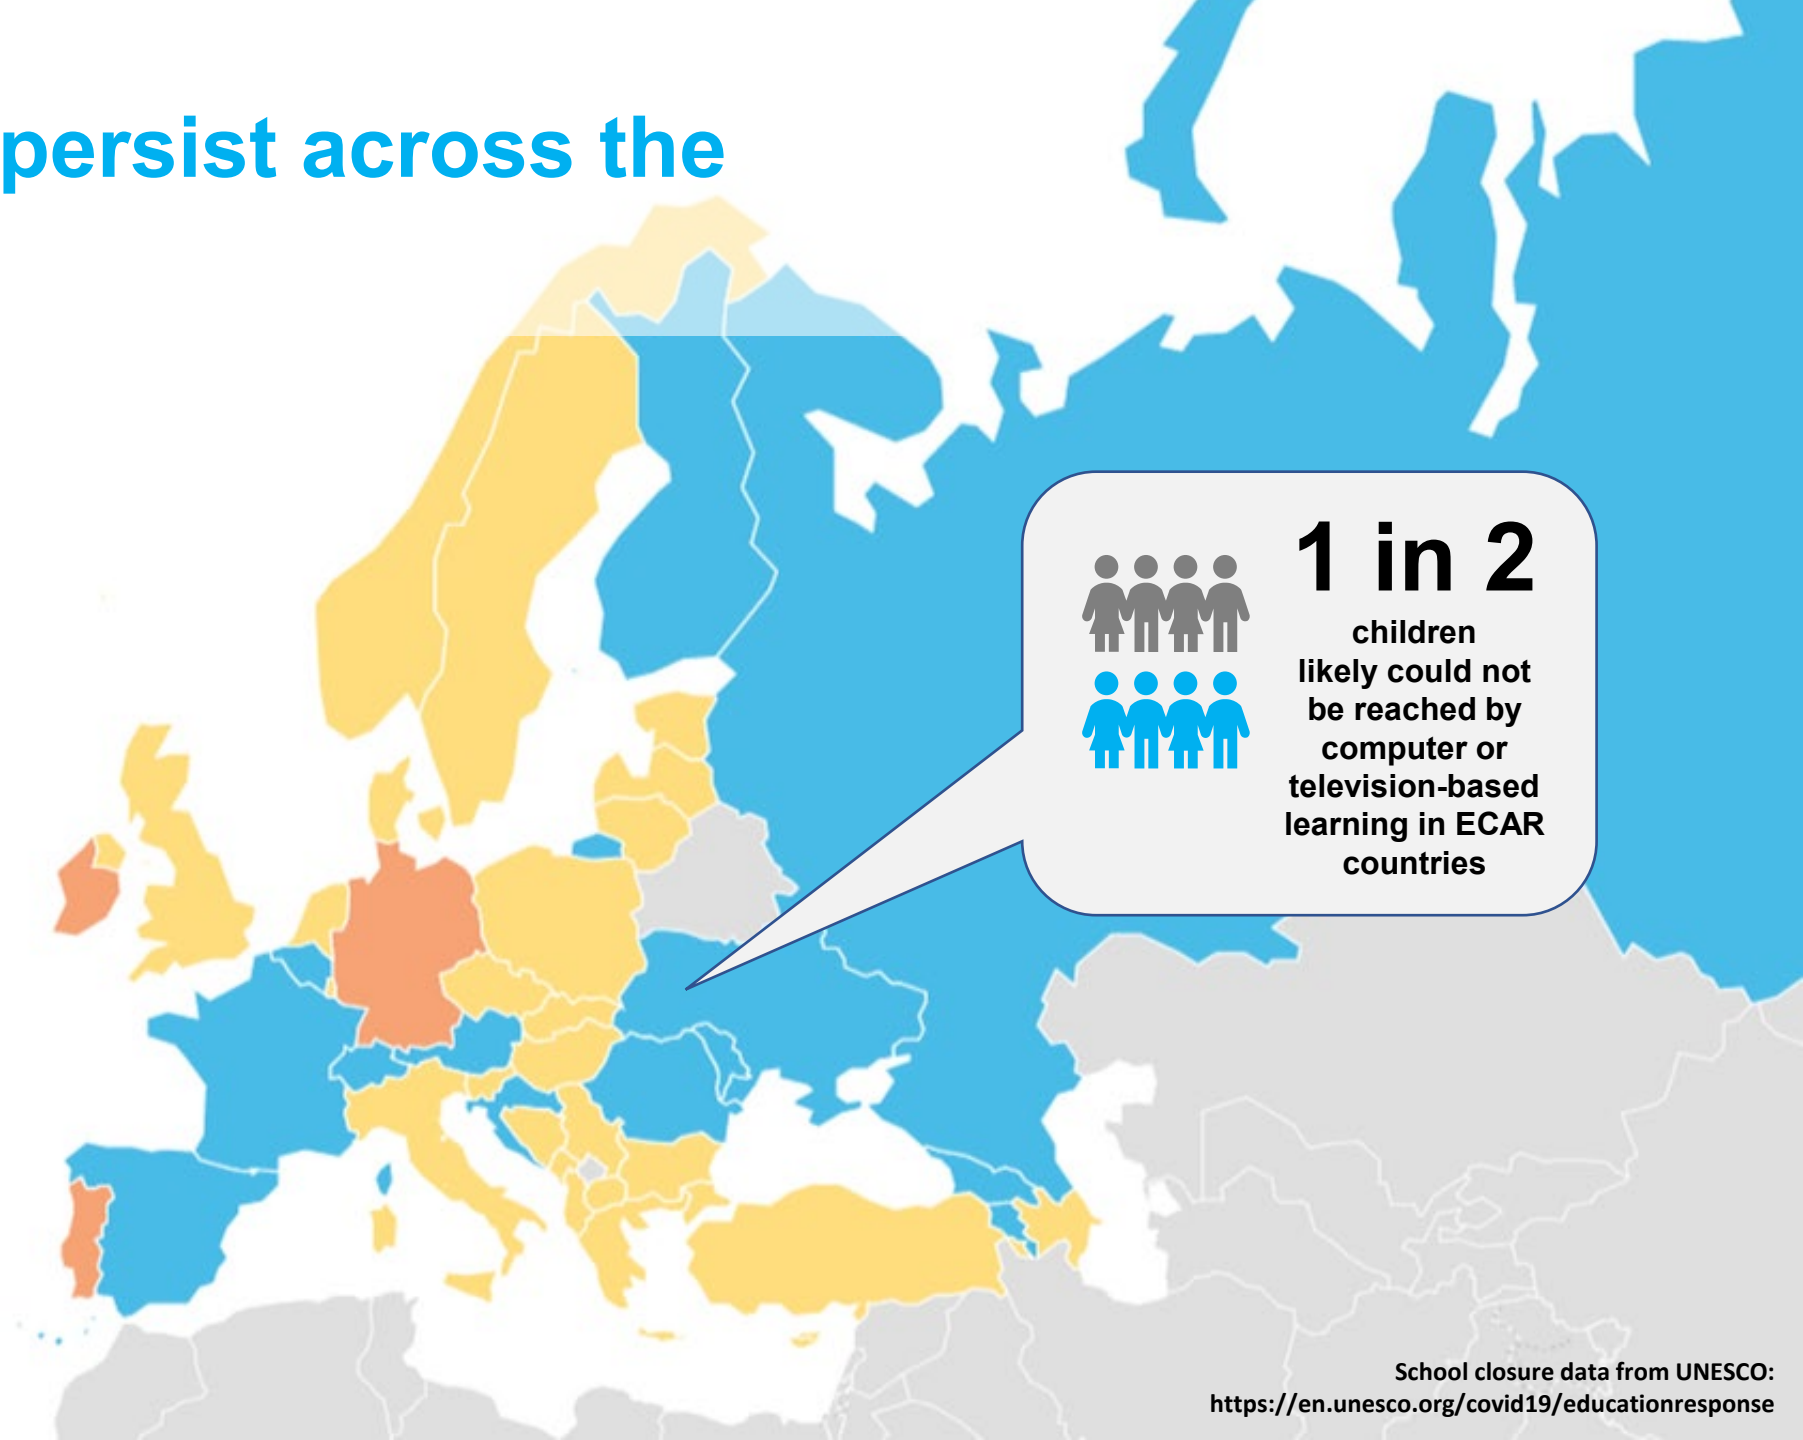 persist across the
1 in 2
children
likely could not
be reached by
computer or
television-based
learning in ECAR
countries
School closure data from UNESCO:
https://en.unesco.org/covid19/educationresponse